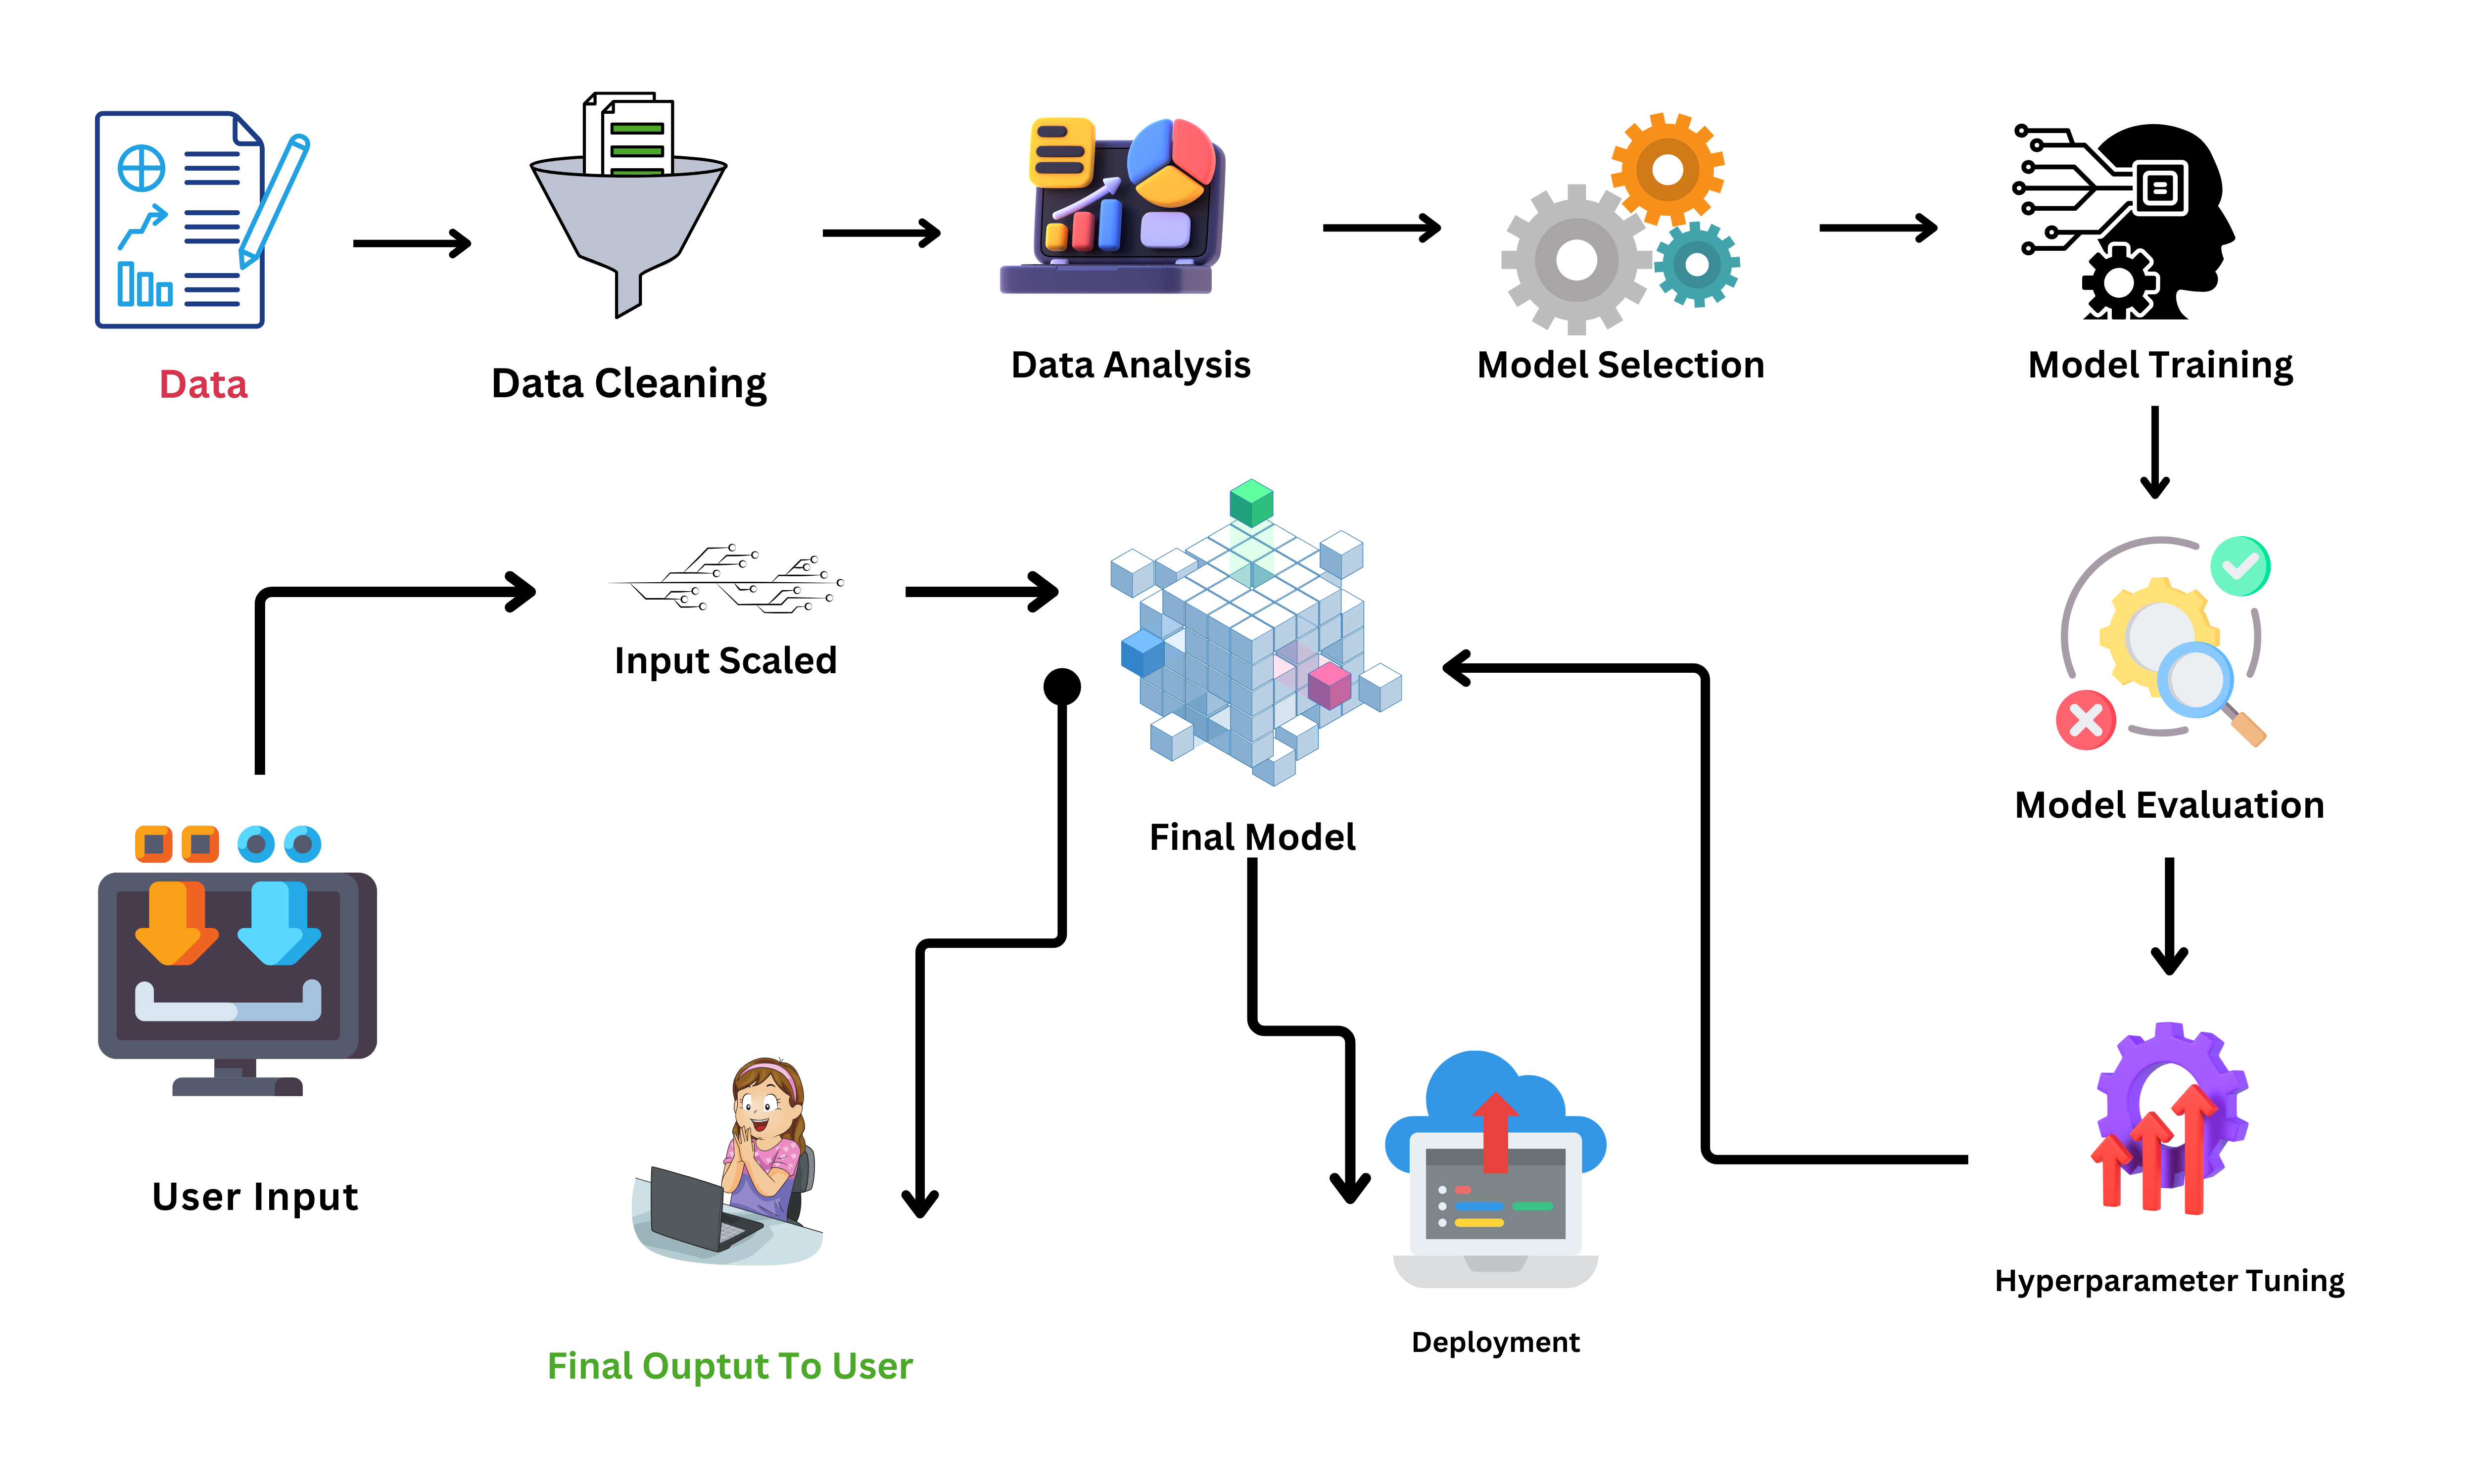 Data
Data Cleaning
Data Analysis
Model Selection
Model Training
Input Scaled
Final Model
Model Evaluation
User Input
Hyperparameter Tuning
Deployment
Final Ouptut To User